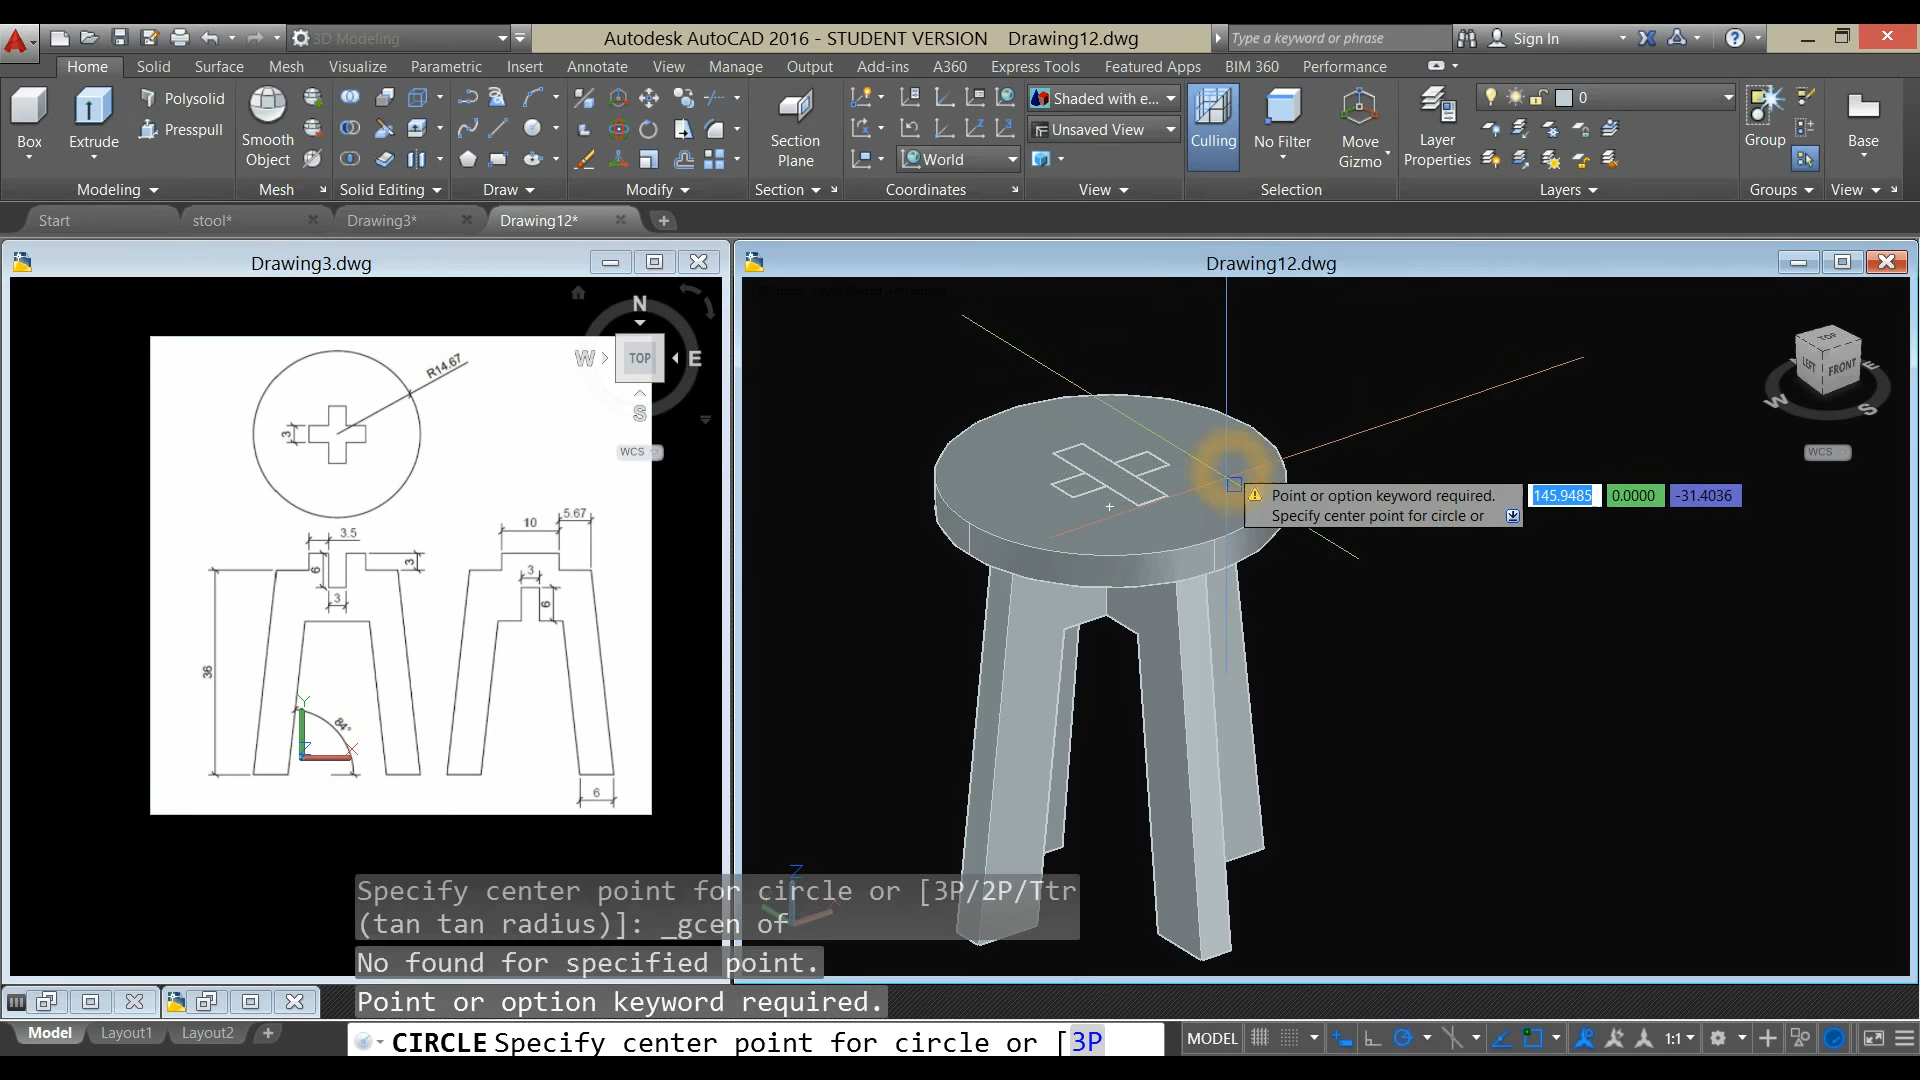 3D Modeling
Autodesk AutoCAD 2016 - STUDENT VERSION Drawing12.dwg
Type a keyword or phrase
Sign In
Home Solid Surface Mesh Visualize Parametric Insert Annotate View Manage Output Add-ins A360 Express Tools Featured Apps BIM 360 Performance
Box
Extrude
Polysolid
Presspull
Smooth Object
Section Plane
World
Shaded with e...
Unsaved View
Culling
No Filter
Move Gizmo
Layer Properties
0
Group
Base
Modeling Mesh Solid Editing Draw Modify Section Coordinates View Selection Layers Groups View
Start stool* Drawing3* Drawing12*
Drawing3.dwg
Drawing12.dwg
N
W TOP E
S
WCS
R14.67
3
3.5
6
3
3
36
84°
Y
X
Z
10
5.67
3
6
6
TOP
LEFT FRONT
E
W S
WCS
Point or option keyword required.
Specify center point for circle or
145.9485 0.0000 -31.4036
Z
Specify center point for circle or [3P/2P/Ttr
(tan tan radius)]: _gcen of
No found for specified point.
Point or option keyword required.
CIRCLE Specify center point for circle or [3P
Model Layout1 Layout2
MODEL
1:1